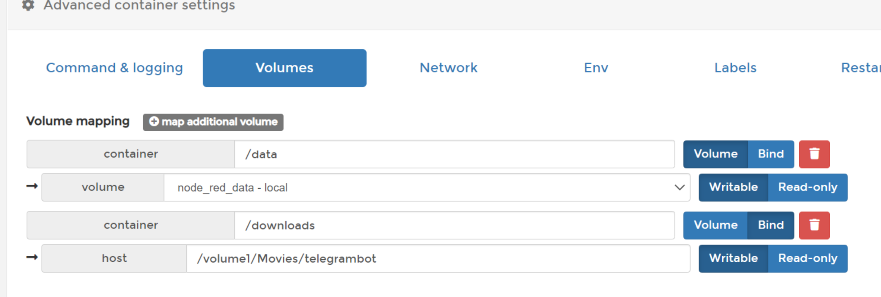 Advanced container settings
Command & logging Volumes Network Env Labels
Volume mapping map additional volume
container /data Volume Bind
volume node_red_data - local Writable Read-only
container /downloads Volume Bind
host /volume1/Movies/telegrambot Writable Read-only